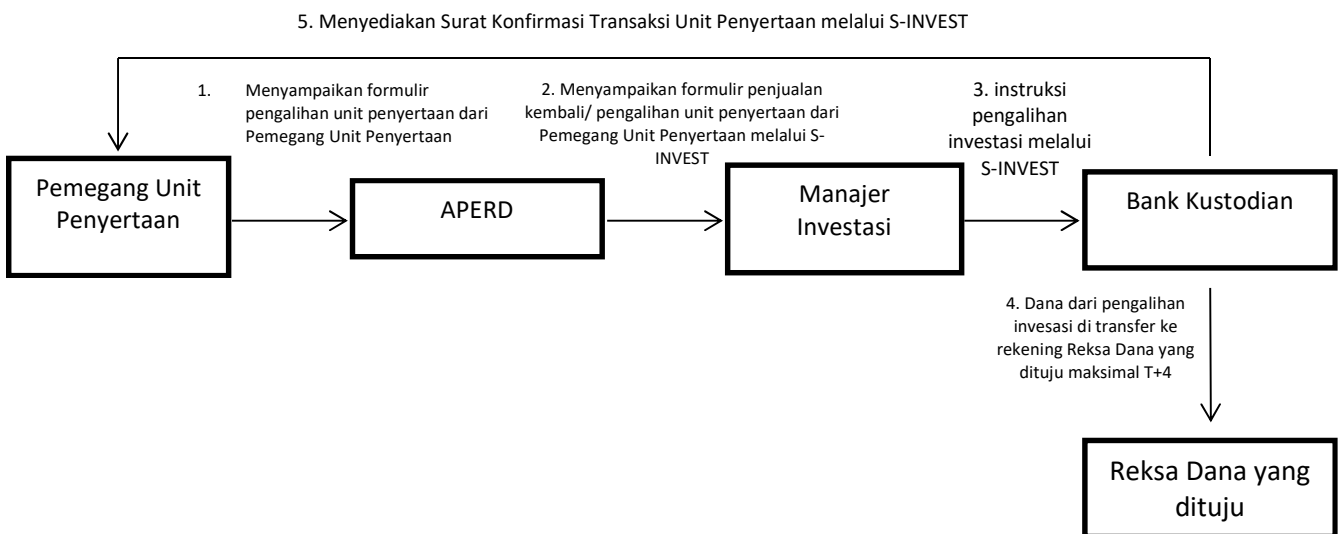 5. Menyediakan Surat Konfirmasi Transaksi Unit Penyertaan melalui S-INVEST
1. Menyampaikan formulir
pengalihan unit penyertaan dari
Pemegang Unit Penyertaan
2. Menyampaikan formulir penjualan
kembali/ pengalihan unit penyertaan dari
Pemegang Unit Penyertaan melalui S-
INVEST
3. instruksi
pengalihan
investasi melalui
S-INVEST
Pemegang Unit
Penyertaan
APERD
Manajer
Investasi
Bank Kustodian
4. Dana dari pengalihan
invesasi di transfer ke
rekening Reksa Dana yang
dituju maksimal T+4
Reksa Dana yang
dituju